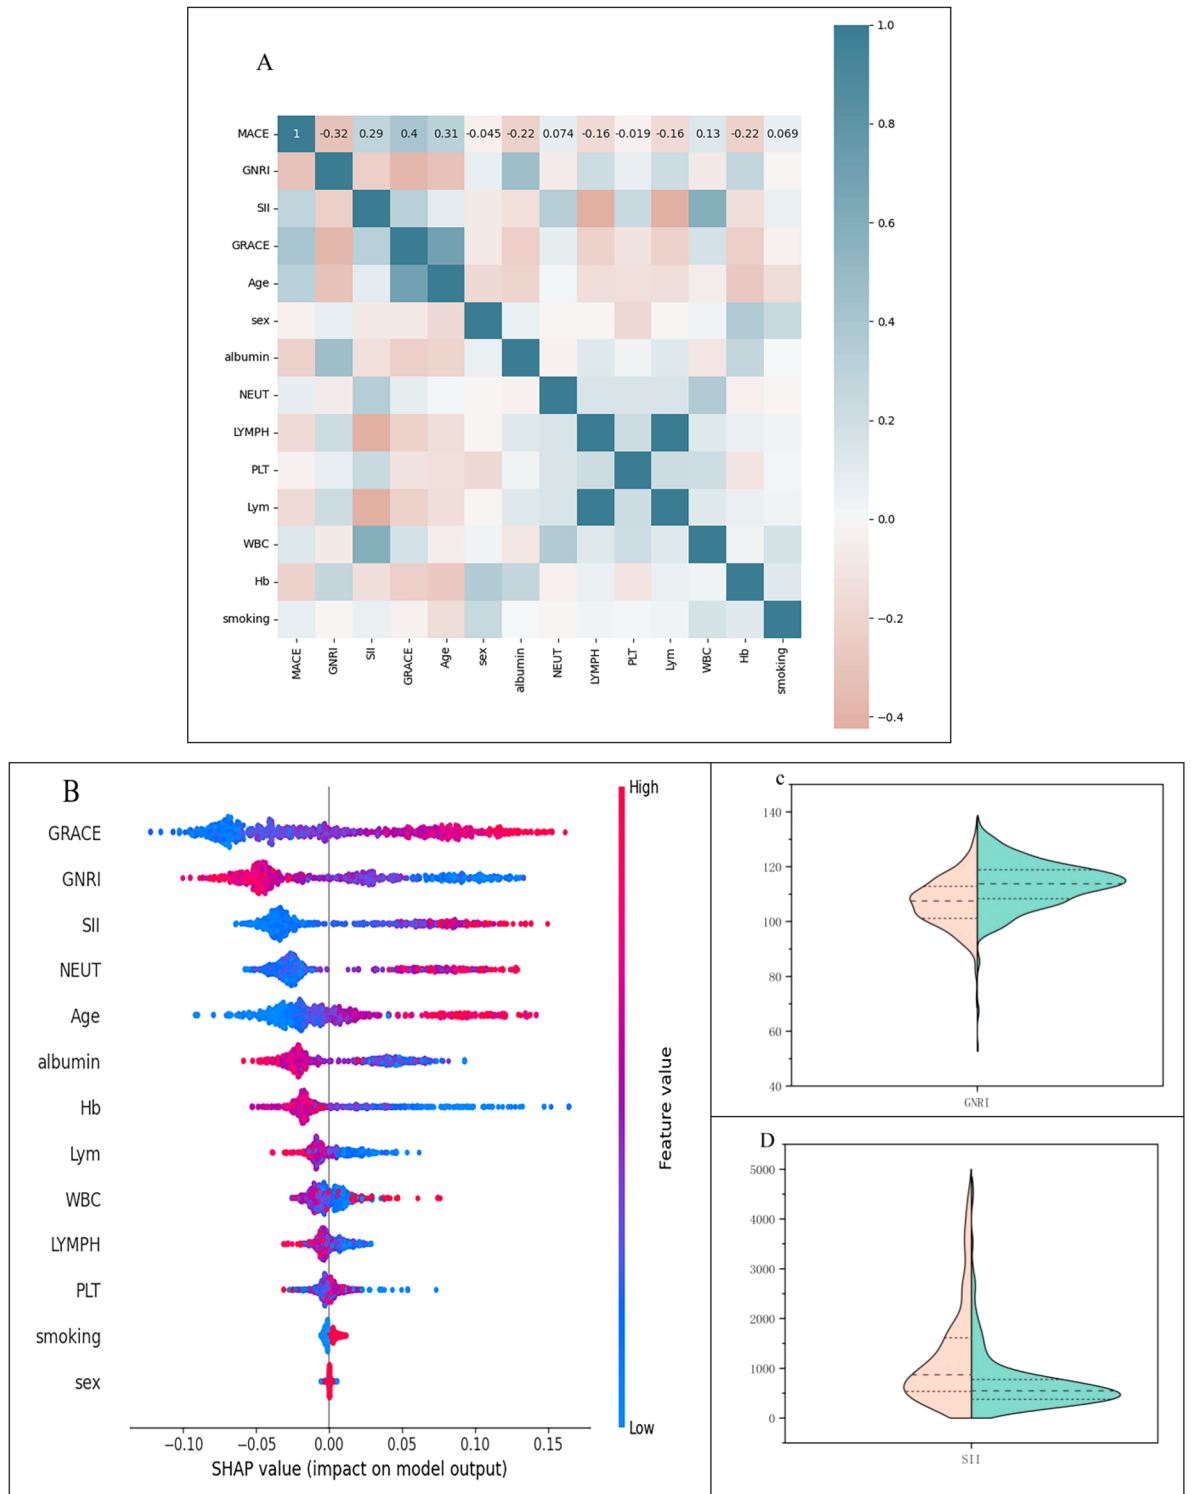 A
1.0
0.8
0.6
0.4
0.2
0.0
−0.2
−0.4
MACE 1 -0.32 0.29 0.4 0.31 -0.045 -0.22 0.074 -0.16 -0.019 -0.16 0.13 -0.22 0.069
GNRI
SII
GRACE
Age
sex
albumin
NEUT
LYMPH
PLT
Lym
WBC
Hb
smoking
MACE GNRI SII GRACE Age sex albumin NEUT LYMPH PLT Lym WBC Hb smoking
B
High
GRACE
GNRI
SII
NEUT
Age
albumin
Hb
Lym
WBC
LYMPH
PLT
smoking
sex
Low
Feature value
−0.10 −0.05 0.00 0.05 0.10 0.15
SHAP value (impact on model output)
c
140
120
100
80
60
40
GNRI
D
5000
4000
3000
2000
1000
0
SII